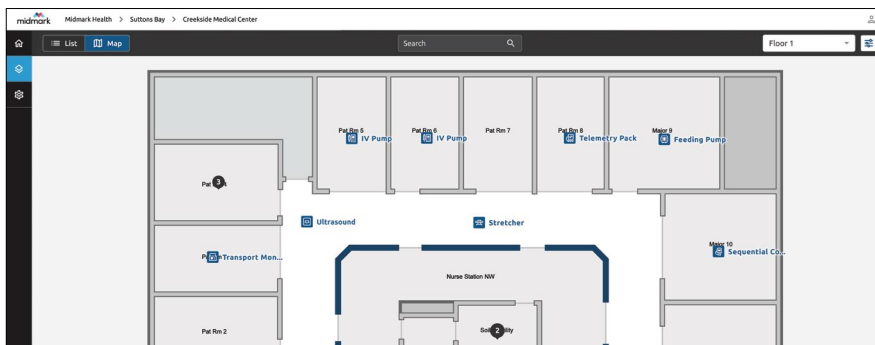 midmark
Midmark Health > Suttons Bay > Creekside Medical Center
List
Map
Search
Floor 1
Pat Rm 5
IV Pump
Pat Rm 6
IV Pump
Pat Rm 7
Pat Rm 8
Telemetry Pack
Major 9
Feeding Pump
3
Ultrasound
Stretcher
Transport Mon...
Major 10
Sequential Co...
Nurse Station NW
Pat Rm 2
2